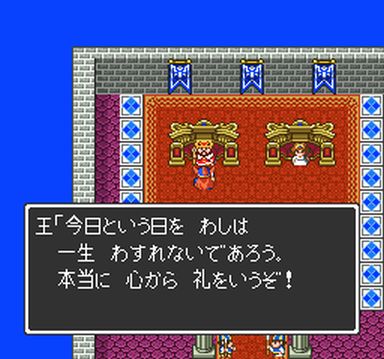 王「今日という日を わしは
一生 わすれないであろう。
本当に 心から 礼をいうぞ！